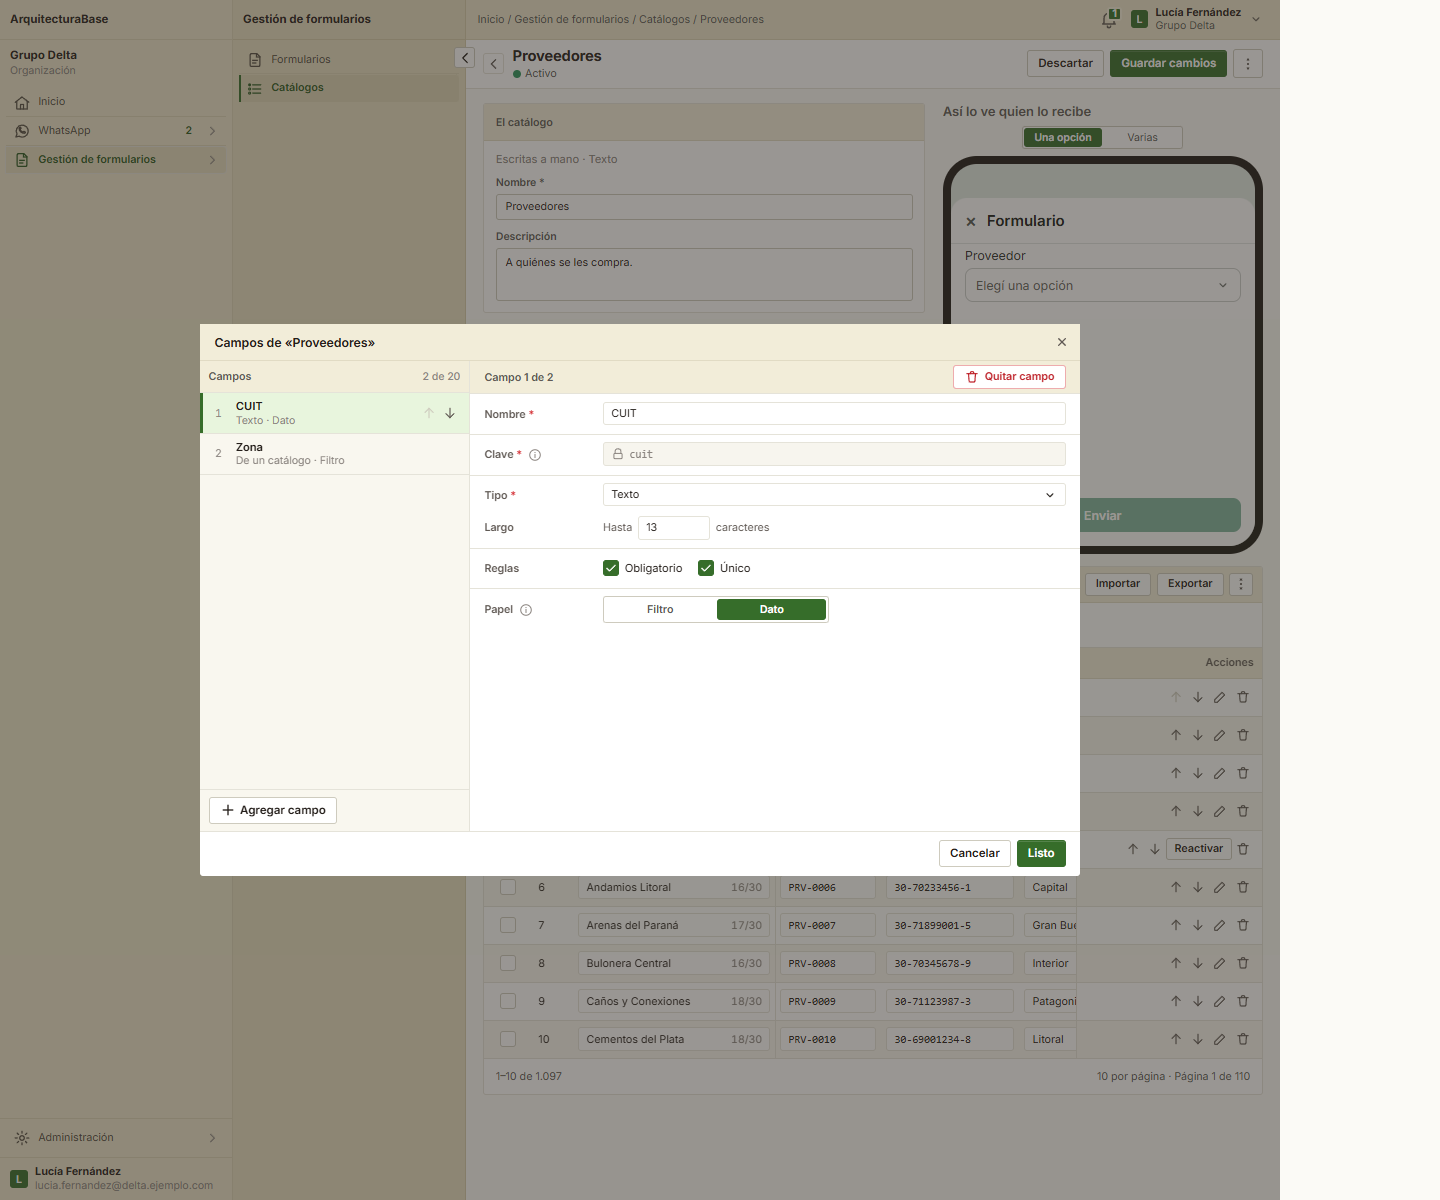 ArquitecturaBase
Grupo Delta
Organización
Inicio
WhatsApp 2
Gestión de formularios
Administración
L Lucía Fernández
lucia.fernandez@delta.ejemplo.com
Gestión de formularios
Formularios
Catálogos
Inicio / Gestión de formularios / Catálogos / Proveedores
1
L Lucía Fernández
Grupo Delta
Proveedores
Activo
Descartar Guardar cambios
El catálogo
Escritas a mano · Texto
Nombre *
Proveedores
Descripción
A quiénes se les compra.
Así lo ve quien lo recibe
Una opción Varias
Formulario
Proveedor
Elegí una opción
Enviar
Campos de «Proveedores»
Campos 2 de 20
1 CUIT
Texto · Dato
2 Zona
De un catálogo · Filtro
Agregar campo
Campo 1 de 2 Quitar campo
Nombre * CUIT
Clave * cuit
Tipo * Texto
Largo Hasta 13 caracteres
Reglas Obligatorio Único
Papel Filtro Dato
Cancelar Listo
Importar Exportar
Acciones
Reactivar
6 Andamios Litoral 16/30 PRV-0006 30-70233456-1 Capital
7 Arenas del Paraná 17/30 PRV-0007 30-71899001-5 Gran Bue
8 Bulonera Central 16/30 PRV-0008 30-70345678-9 Interior
9 Caños y Conexiones 18/30 PRV-0009 30-71123987-3 Patagoni
10 Cementos del Plata 18/30 PRV-0010 30-69001234-8 Litoral
1–10 de 1.097 10 por página · Página 1 de 110